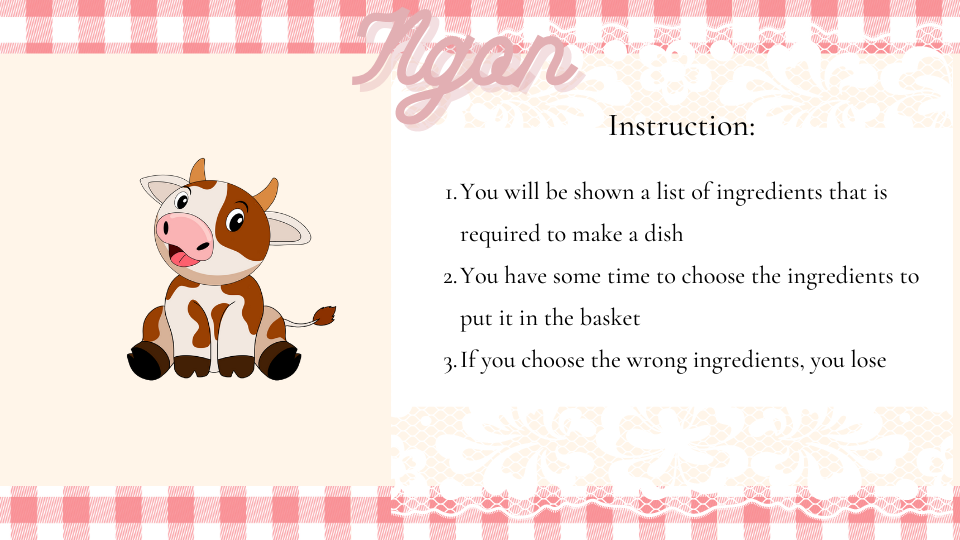 Ngon
Instruction:
1. You will be shown a list of ingredients that is
required to make a dish
2. You have some time to choose the ingredients to
put it in the basket
3. If you choose the wrong ingredients, you lose